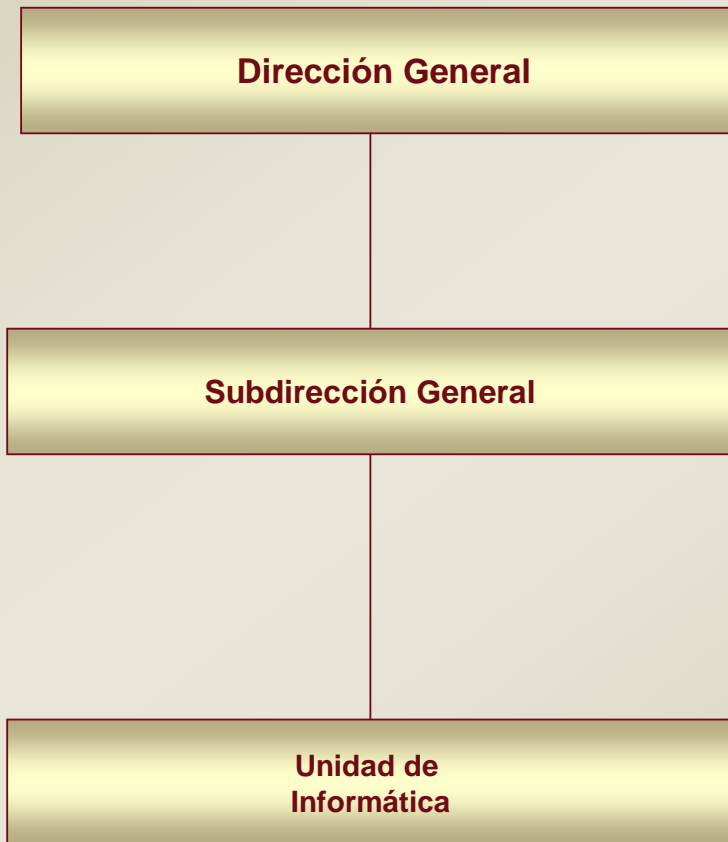 Dirección General
Subdirección General
Unidad de
Informática